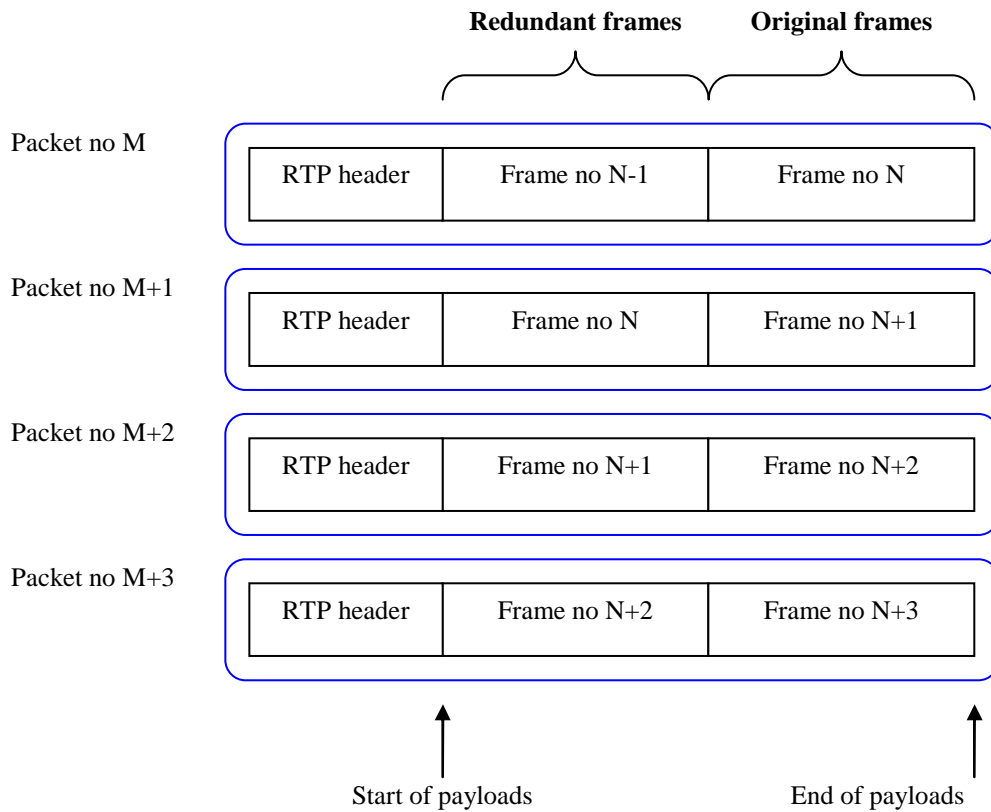 Redundant frames Original frames
Packet no M
RTP header Frame no N-1 Frame no N
Packet no M+1
RTP header Frame no N Frame no N+1
Packet no M+2
RTP header Frame no N+1 Frame no N+2
Packet no M+3
RTP header Frame no N+2 Frame no N+3
Start of payloads End of payloads